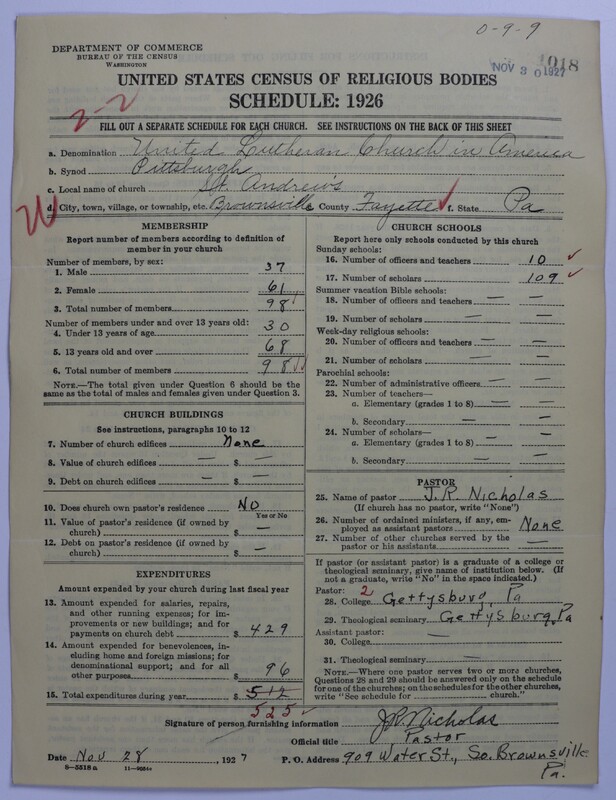 0-9-9
DEPARTMENT OF COMMERCE
BUREAU OF THE CENSUS
WASHINGTON
NOV 30 1927
UNITED STATES CENSUS OF RELIGIOUS BODIES
SCHEDULE: 1926
2-2
FILL OUT A SEPARATE SCHEDULE FOR EACH CHURCH. SEE INSTRUCTIONS ON THE BACK OF THIS SHEET
a. Denomination United Lutheran Church in America
b. Synod Pittsburgh
c. Local name of church St. Andrew's
d. City, town, village, or township, etc. Brownsville e. County Fayette f. State Pa
MEMBERSHIP
Report number of members according to definition of member in your church
Number of members, by sex:
1. Male 37
2. Female 61
3. Total number of members 98
Number of members under and over 13 years old:
4. Under 13 years of age 30
5. 13 years old and over 68
6. Total number of members 98
NOTE.—The total given under Question 6 should be the same as the total of males and females given under Question 3.
CHURCH BUILDINGS
See instructions, paragraphs 10 to 12
7. Number of church edifices None
8. Value of church edifices — $ —
9. Debt on church edifices — $ —
10. Does church own pastor's residence NO
Yes or No
11. Value of pastor's residence (if owned by church) $ —
12. Debt on pastor's residence (if owned by church) $ —
EXPENDITURES
Amount expended by your church during last fiscal year
13. Amount expended for salaries, repairs, and other running expenses; for improvements or new buildings; and for payments on church debt $ 429
14. Amount expended for benevolences, including home and foreign missions; for denominational support; and for all other purposes $ 96
15. Total expenditures during year $ 512
525
CHURCH SCHOOLS
Report here only schools conducted by this church
Sunday schools:
16. Number of officers and teachers 10
17. Number of scholars 109
Summer vacation Bible schools:
18. Number of officers and teachers — —
19. Number of scholars — —
Week-day religious schools:
20. Number of officers and teachers — —
21. Number of scholars — —
Parochial schools:
22. Number of administrative officers — —
23. Number of teachers—
a. Elementary (grades 1 to 8) — —
b. Secondary — —
24. Number of scholars—
a. Elementary (grades 1 to 8) — —
b. Secondary — —
PASTOR
25. Name of pastor J. R. Nicholas
(If church has no pastor, write "None")
26. Number of ordained ministers, if any, employed as assistant pastors None
27. Number of other churches served by the pastor or his assistants —
If pastor (or assistant pastor) is a graduate of a college or theological seminary, give name of institution below. (If not a graduate, write "No" in the space indicated.)
Pastor: 2
28. College Gettysburg, Pa
29. Theological seminary Gettysburg, Pa
Assistant pastor:
30. College —
31. Theological seminary —
NOTE.—Where one pastor serves two or more churches, Questions 28 and 29 should be answered only on the schedule for one of the churches; on the schedules for the other churches, write "See schedule for church."
Signature of person furnishing information J.R. Nicholas
Official title Pastor
Date Nov 28, 1927 P. O. Address 909 Water St., So. Brownsville Pa.